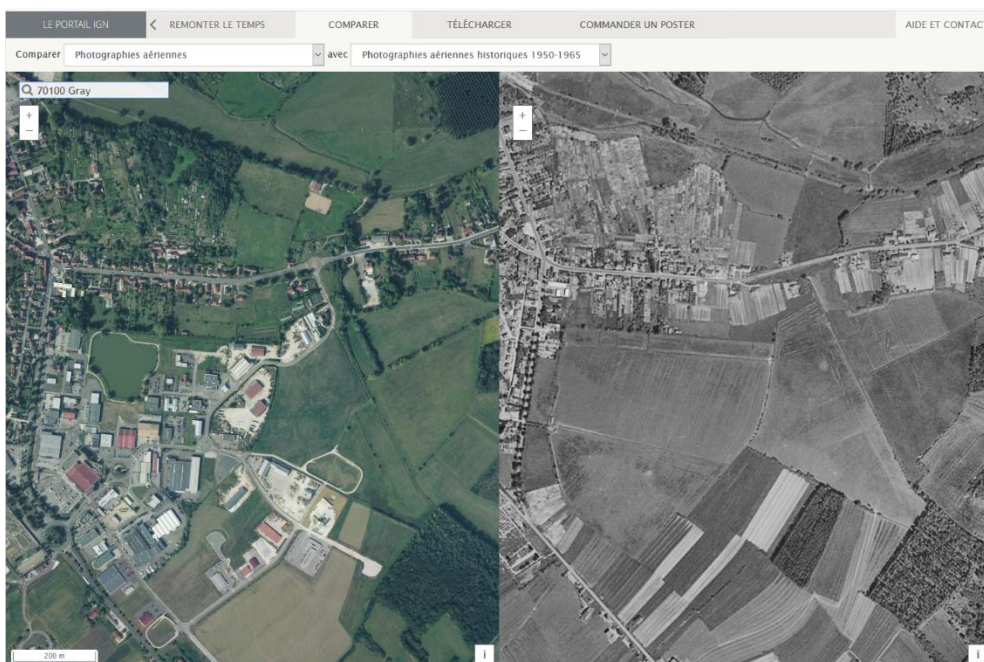 LE PORTAIL IGN REMONTER LE TEMPS COMPARER TÉLÉCHARGER COMMANDER UN POSTER AIDE ET CONTACT
Comparer Photographies aériennes avec Photographies aériennes historiques 1950-1965
70100 Gray
+ +
– –
200 m i i